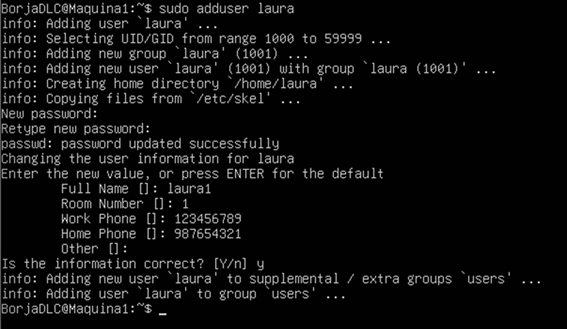 BorjaDLC@Maquina1:~$ sudo adduser laura
info: Adding user `laura' ...
info: Selecting UID/GID from range 1000 to 59999 ...
info: Adding new group `laura' (1001) ...
info: Adding new user `laura' (1001) with group `laura (1001)' ...
info: Creating home directory `/home/laura' ...
info: Copying files from `/etc/skel' ...
New password:
Retype new password:
passwd: password updated successfully
Changing the user information for laura
Enter the new value, or press ENTER for the default
        Full Name []: laura1
        Room Number []: 1
        Work Phone []: 123456789
        Home Phone []: 987654321
        Other []:
Is the information correct? [Y/n] y
info: Adding new user `laura' to supplemental / extra groups `users' ...
info: Adding user `laura' to group `users' ...
BorjaDLC@Maquina1:~$ _